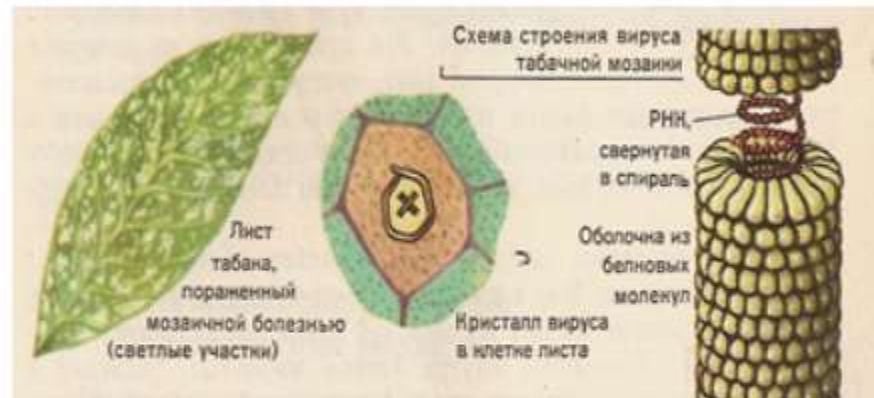 Схема строения вируса
табачной мозаики
РНК,
свернутая
в спираль
Оболочка из
белковых
молекул
Лист
табака,
пораженный
мозаичной болезнью
(светлые участки)
Кристалл вируса
в клетке листа